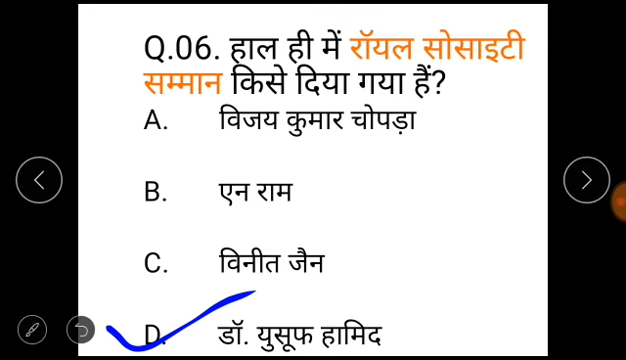 Q.06. हाल ही में रॉयल सोसाइटी
सम्मान किसे दिया गया हैं?
A. विजय कुमार चोपड़ा
B. एन राम
C. विनीत जैन
D. डॉ. युसूफ हामिद